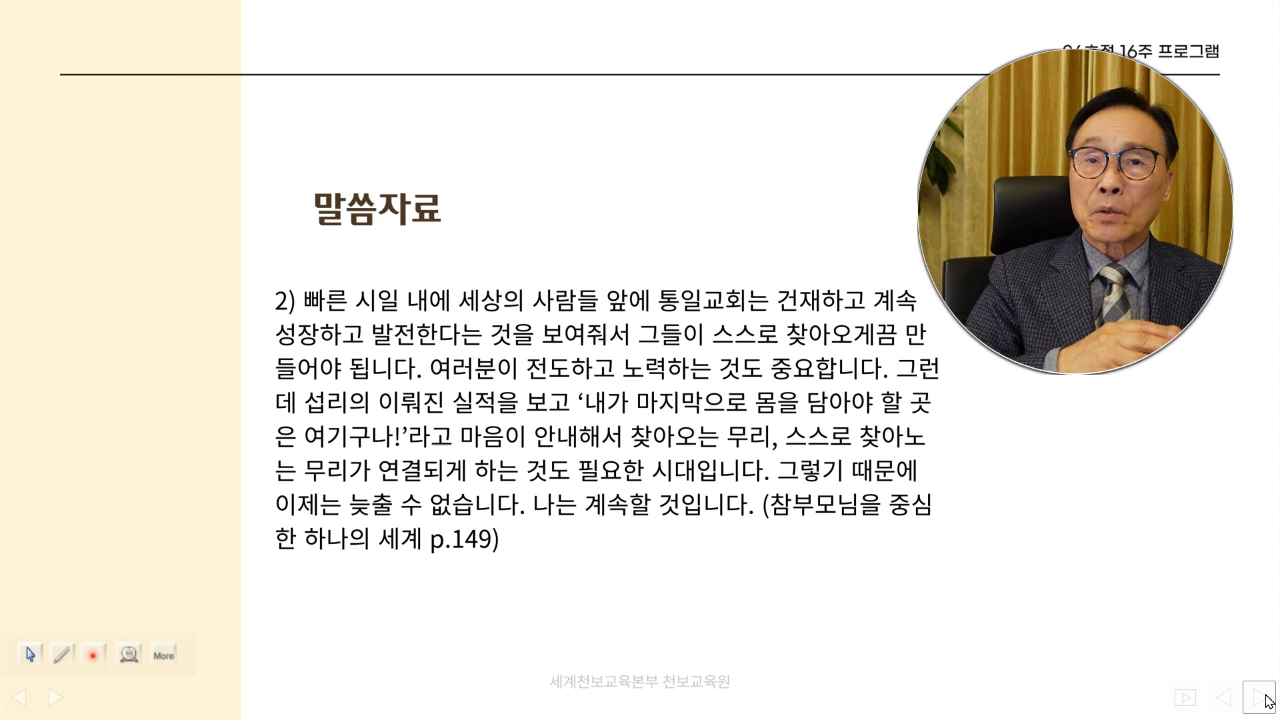 16주 프로그램
말씀자료
2) 빠른 시일 내에 세상의 사람들 앞에 통일교회는 건재하고 계속
성장하고 발전한다는 것을 보여줘서 그들이 스스로 찾아오게끔 만
들어야 됩니다. 여러분이 전도하고 노력하는 것도 중요합니다. 그런
데 섭리의 이뤄진 실적을 보고 ‘내가 마지막으로 몸을 담아야 할 곳
은 여기구나!’라고 마음이 안내해서 찾아오는 무리, 스스로 찾아노
는 무리가 연결되게 하는 것도 필요한 시대입니다. 그렇기 때문에
이제는 늦출 수 없습니다. 나는 계속할 것입니다. (참부모님을 중심
한 하나의 세계 p.149)
More
세계천보교육본부 천보교육원